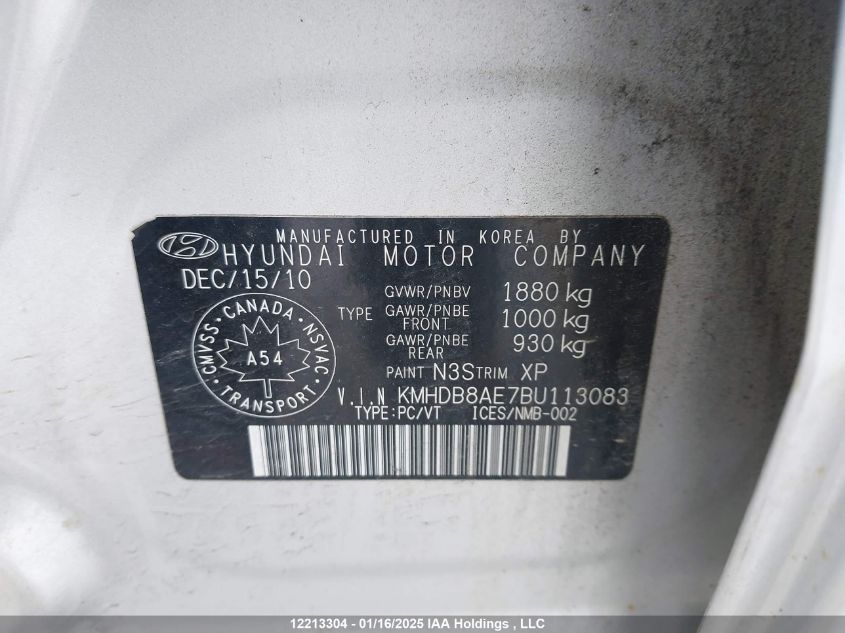 MANUFACTURED IN KOREA BY
HYUNDAI MOTOR COMPANY
DEC/15/10
GVWR/PNBV 1880 kg
TYPE GAWR/PNBE FRONT 1000 kg
GAWR/PNBE REAR 930 kg
PAINT N3S TRIM XP
V.I.N KMHDB8AE7BU113083
TYPE:PC/VT ICES/NMB-002
CMVSS · CANADA · NSVAC · TRANSPORT ·
A54
12213304 - 01/16/2025 IAA Holdings , LLC